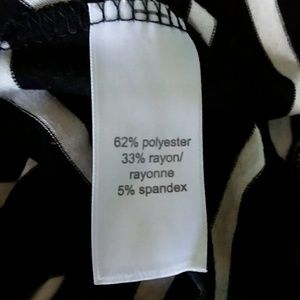 62% polyester
33% rayon/
rayonne
5% spandex